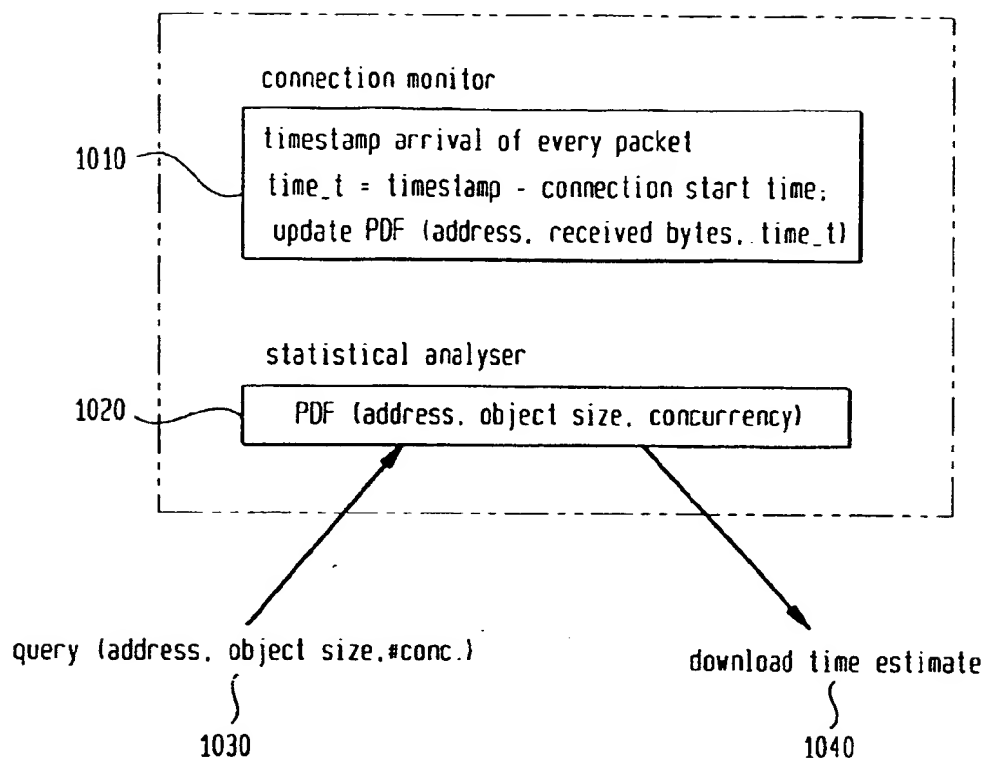 connection monitor
1010
timestamp arrival of every packet
time_t = timestamp - connection start time;
update PDF (address, received bytes, time_t)
statistical analyser
1020
PDF (address, object size, concurrency)
query (address, object size,#conc.)
download time estimate
1030
1040